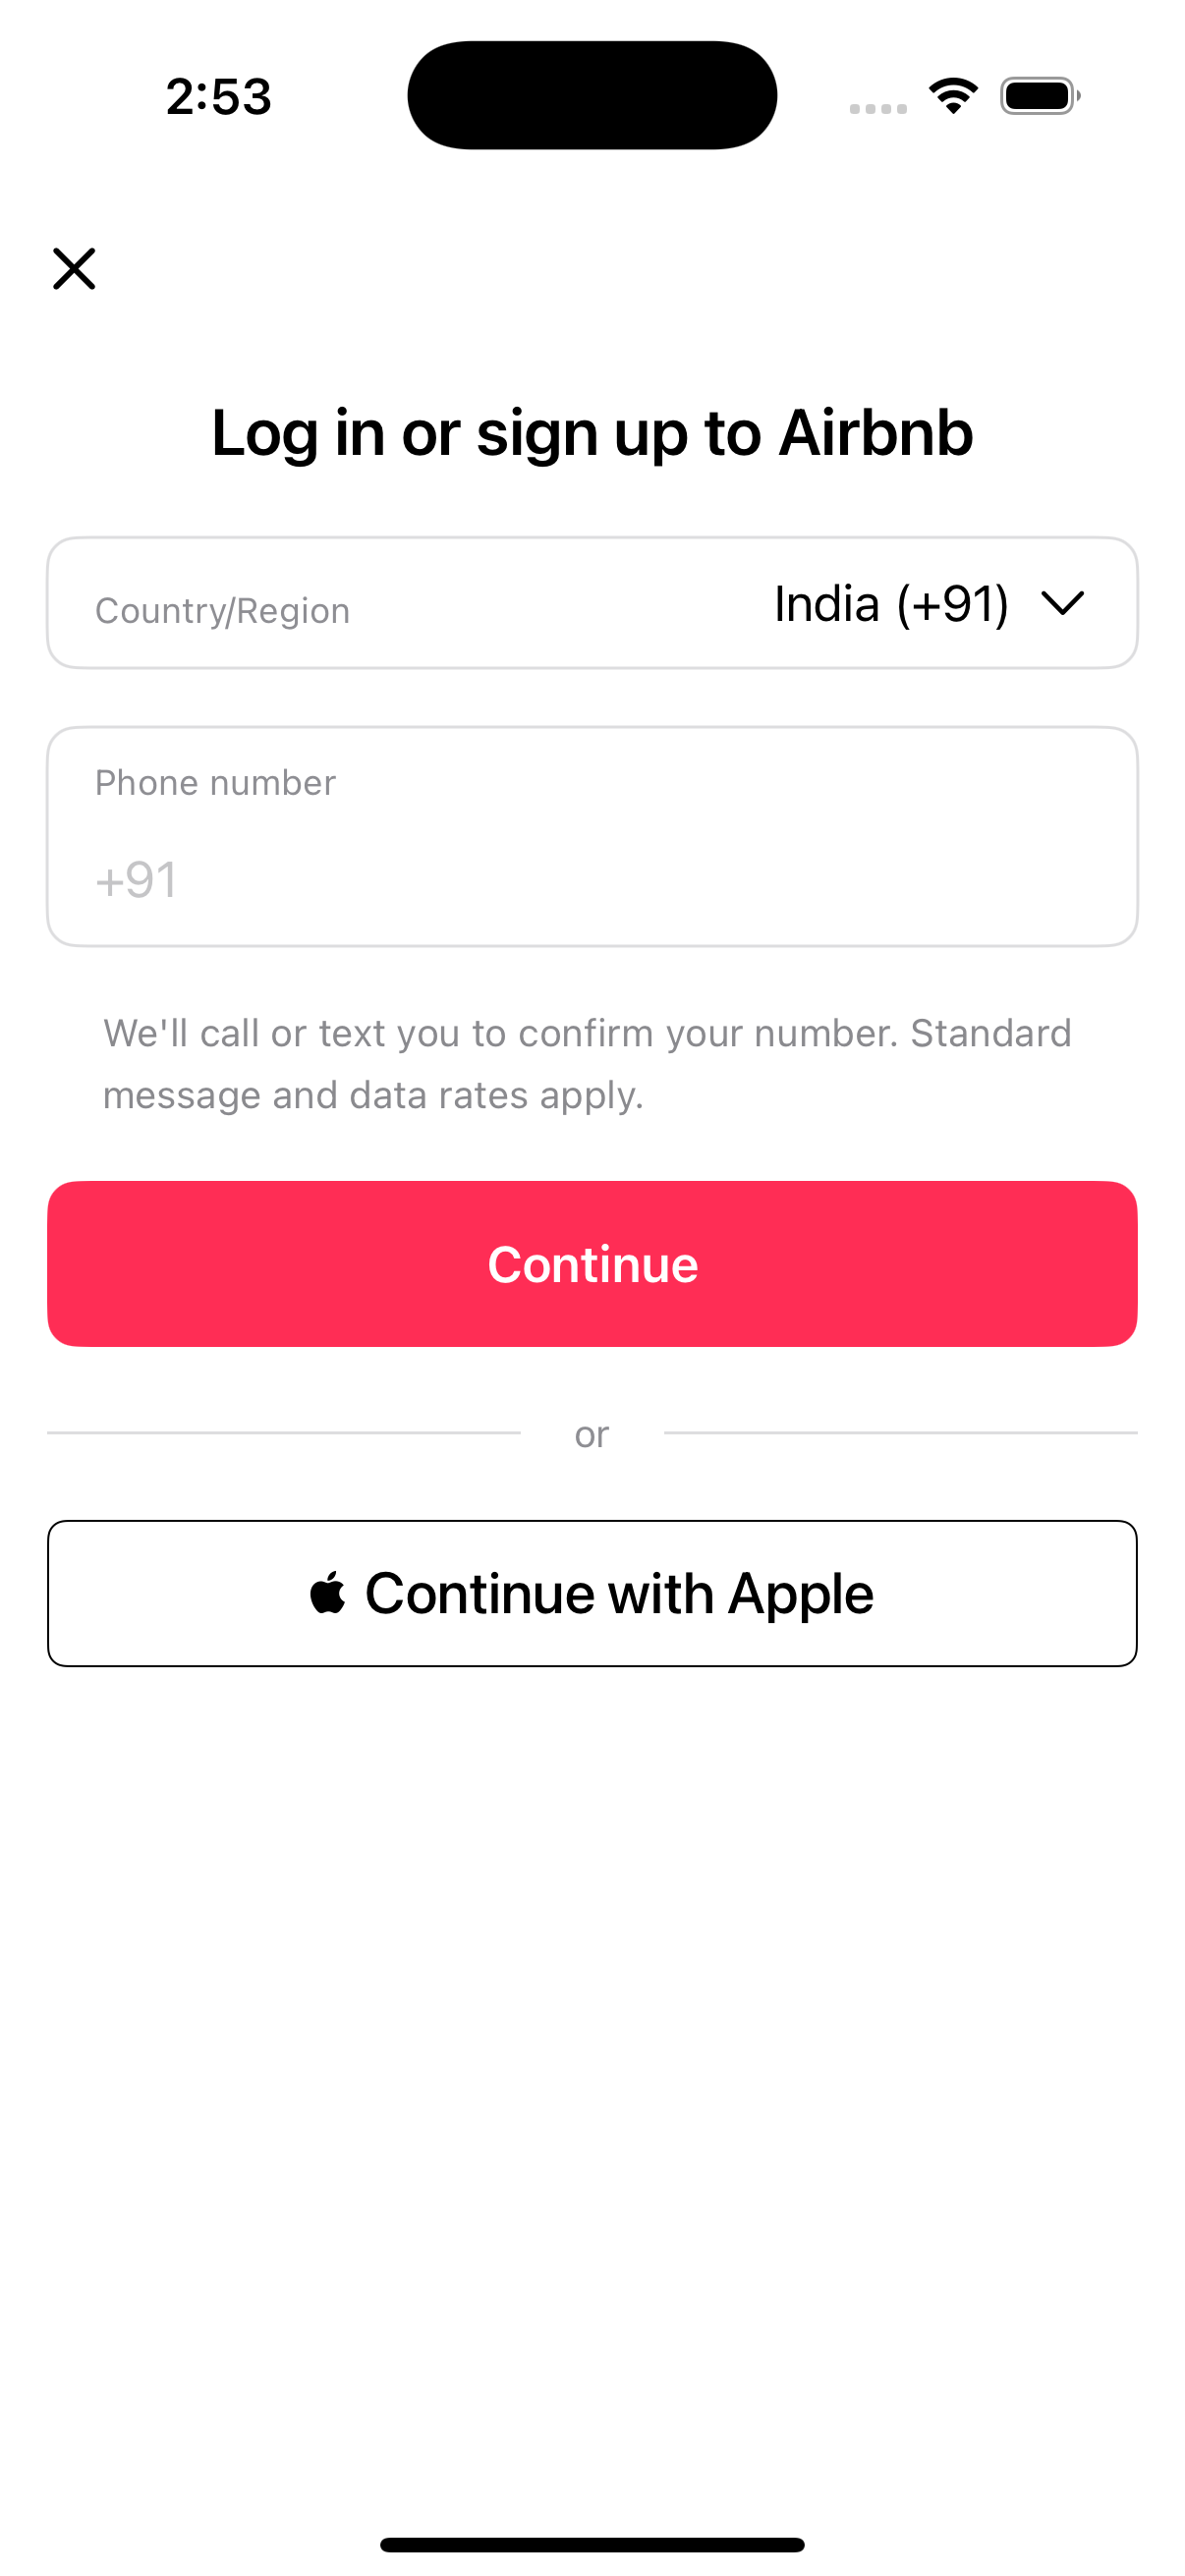 2:53
Log in or sign up to Airbnb
Country/Region India (+91)
Phone number
+91
We'll call or text you to confirm your number. Standard
message and data rates apply.
Continue
or
Continue with Apple